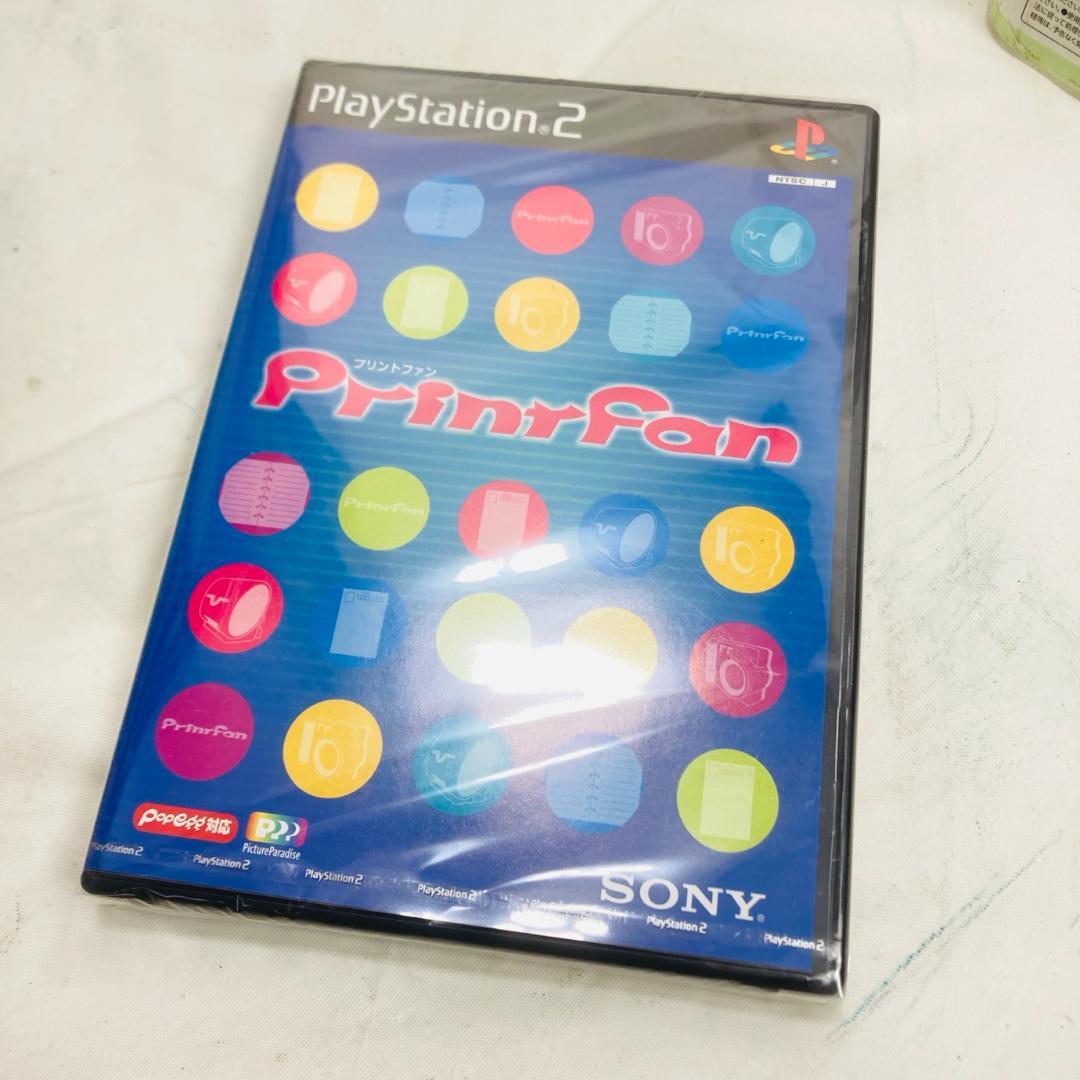 PlayStation®2
NTSC J
PrintFan
PrintFan
プリントファン
PrintFan
PrintFan
PrintFan
popegg対応
PictureParadise
SONY
PlayStation 2
PlayStation 2
PlayStation 2
PlayStation 2
PlayStation 2
PlayStation 2